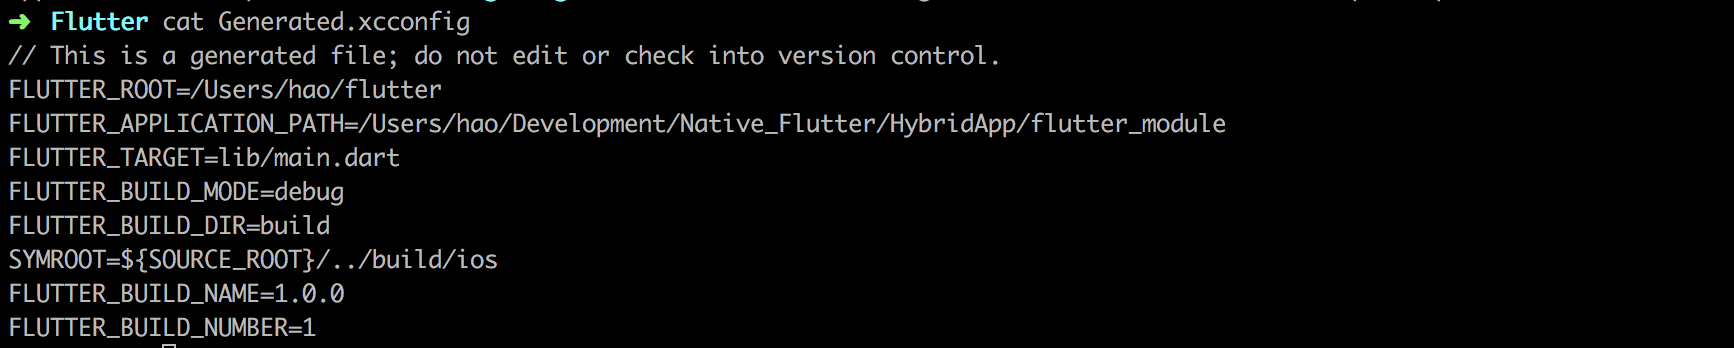 ➜ Flutter cat Generated.xcconfig
// This is a generated file; do not edit or check into version control.
FLUTTER_ROOT=/Users/hao/flutter
FLUTTER_APPLICATION_PATH=/Users/hao/Development/Native_Flutter/HybridApp/flutter_module
FLUTTER_TARGET=lib/main.dart
FLUTTER_BUILD_MODE=debug
FLUTTER_BUILD_DIR=build
SYMROOT=${SOURCE_ROOT}/../build/ios
FLUTTER_BUILD_NAME=1.0.0
FLUTTER_BUILD_NUMBER=1